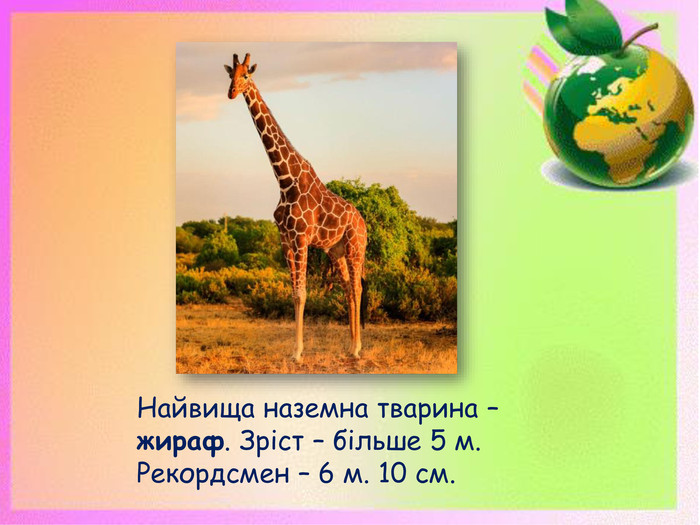 Найвища наземна тварина –
жираф. Зріст – більше 5 м.
Рекордсмен – 6 м. 10 см.